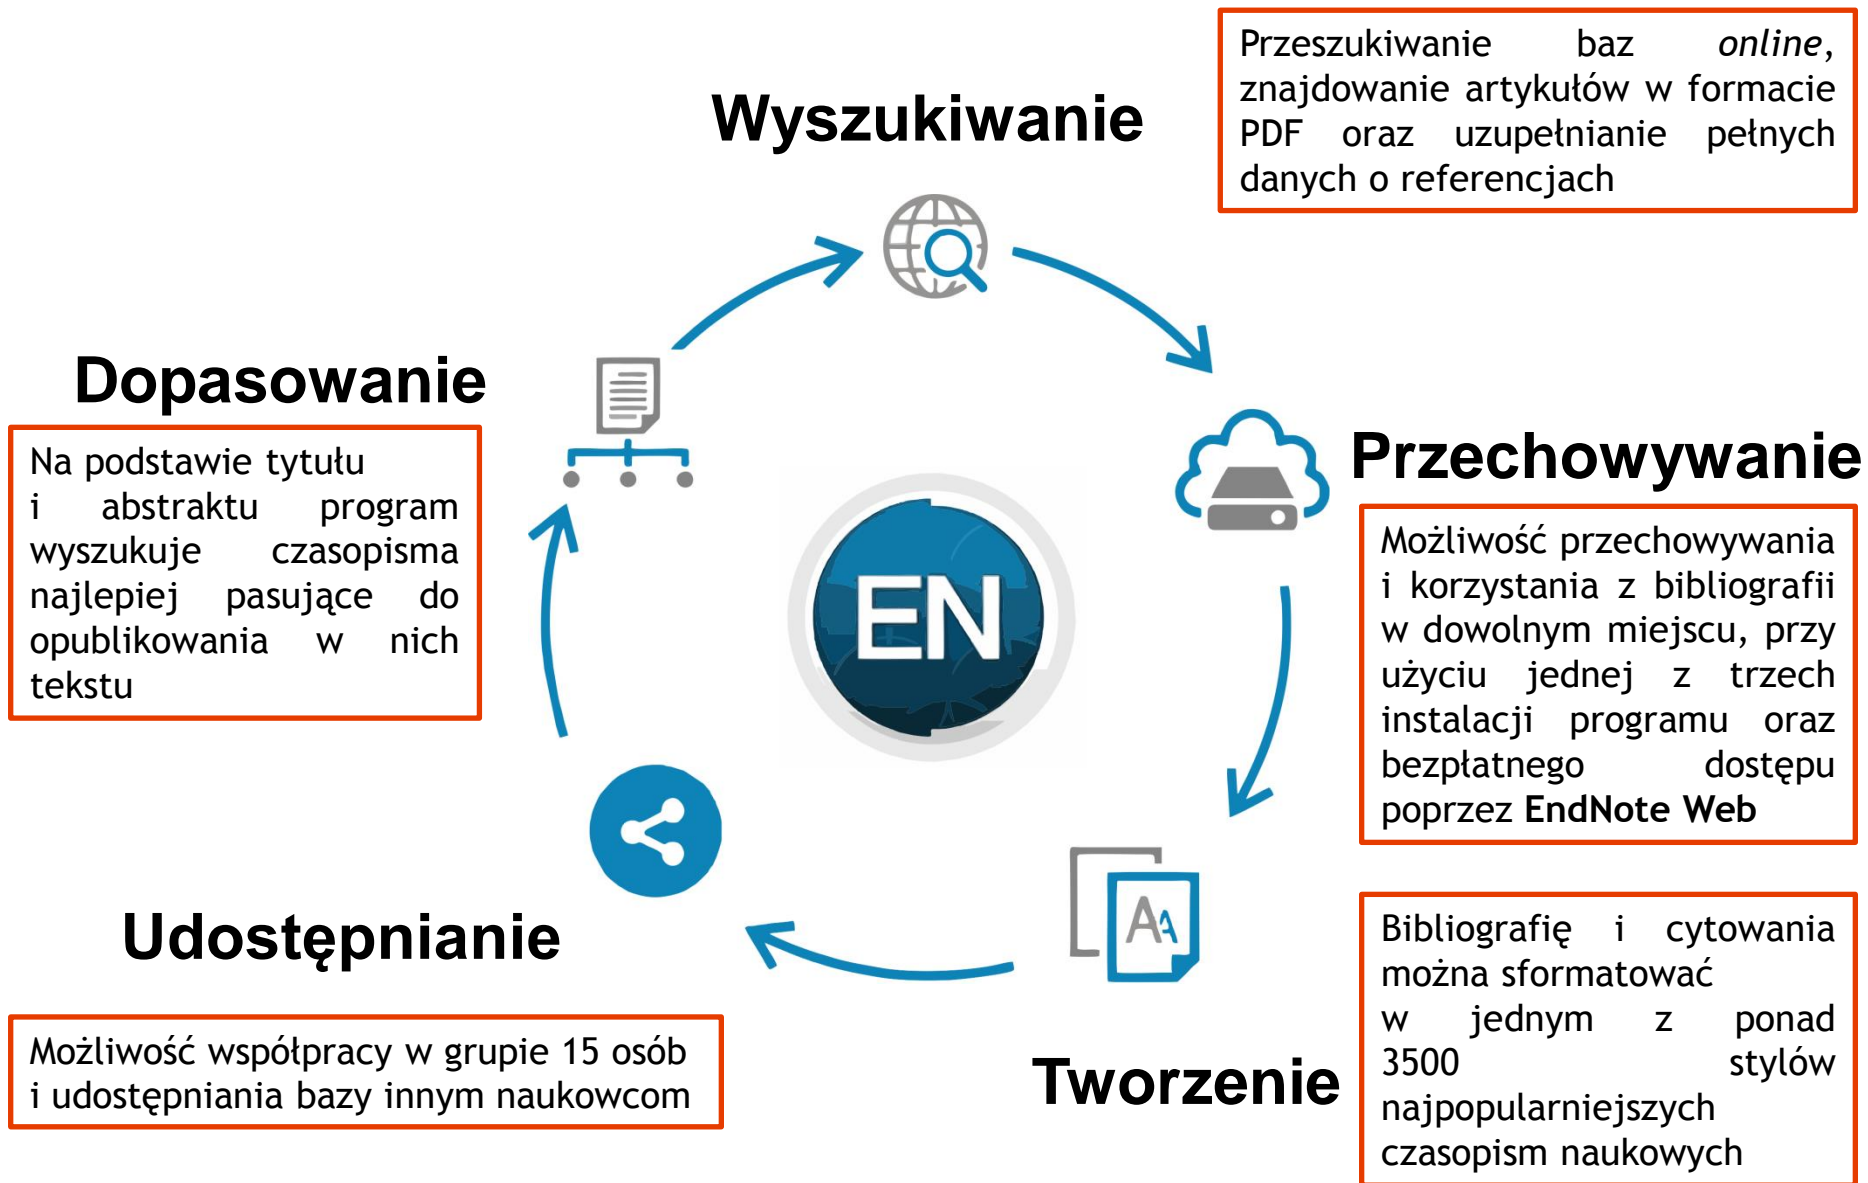 Wyszukiwanie
Przeszukiwanie baz online,
znajdowanie artykułów w formacie
PDF oraz uzupełnianie pełnych
danych o referencjach
Przechowywanie
Możliwość przechowywania
i korzystania z bibliografii
w dowolnym miejscu, przy
użyciu jednej z trzech
instalacji programu oraz
bezpłatnego dostępu
poprzez EndNote Web
Tworzenie
Bibliografię i cytowania
można sformatować
w jednym z ponad
3500 stylów
najpopularniejszych
czasopism naukowych
Udostępnianie
Możliwość współpracy w grupie 15 osób
i udostępniania bazy innym naukowcom
Dopasowanie
Na podstawie tytułu
i abstraktu program
wyszukuje czasopisma
najlepiej pasujące do
opublikowania w nich
tekstu
EN
AA